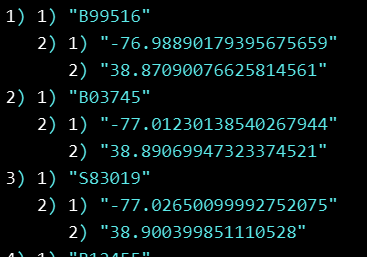 1) 1) "B99516"
2) 1) "-76.98890179395675659"
2) "38.87090076625814561"
2) 1) "B03745"
2) 1) "-77.01230138540267944"
2) "38.89069947323374521"
3) 1) "S83019"
2) 1) "-77.02650099992752075"
2) "38.900399851110528"